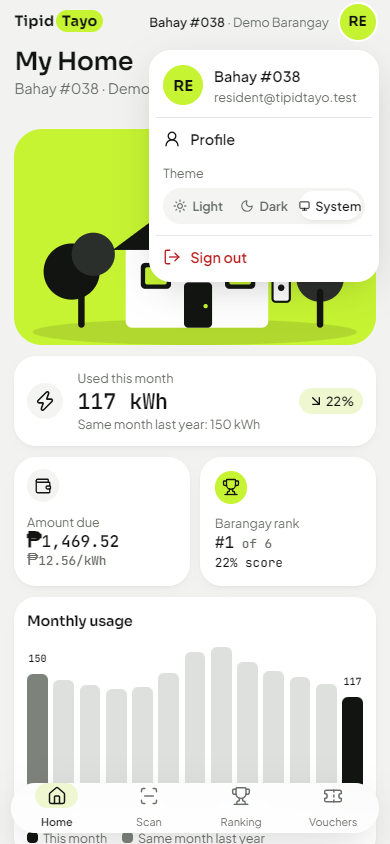 Tipid Tayo
Bahay #038 · Demo Barangay
RE
My Home
Bahay #038 · Demo
RE
Bahay #038
resident@tipidtayo.test
Profile
Theme
Light
Dark
System
Sign out
Used this month
117 kWh
Same month last year: 150 kWh
22%
Amount due
₱1,469.52
₱12.56/kWh
Barangay rank
#1 of 6
22% score
Monthly usage
150
117
Home
Scan
Ranking
Vouchers
This month
Same month last year